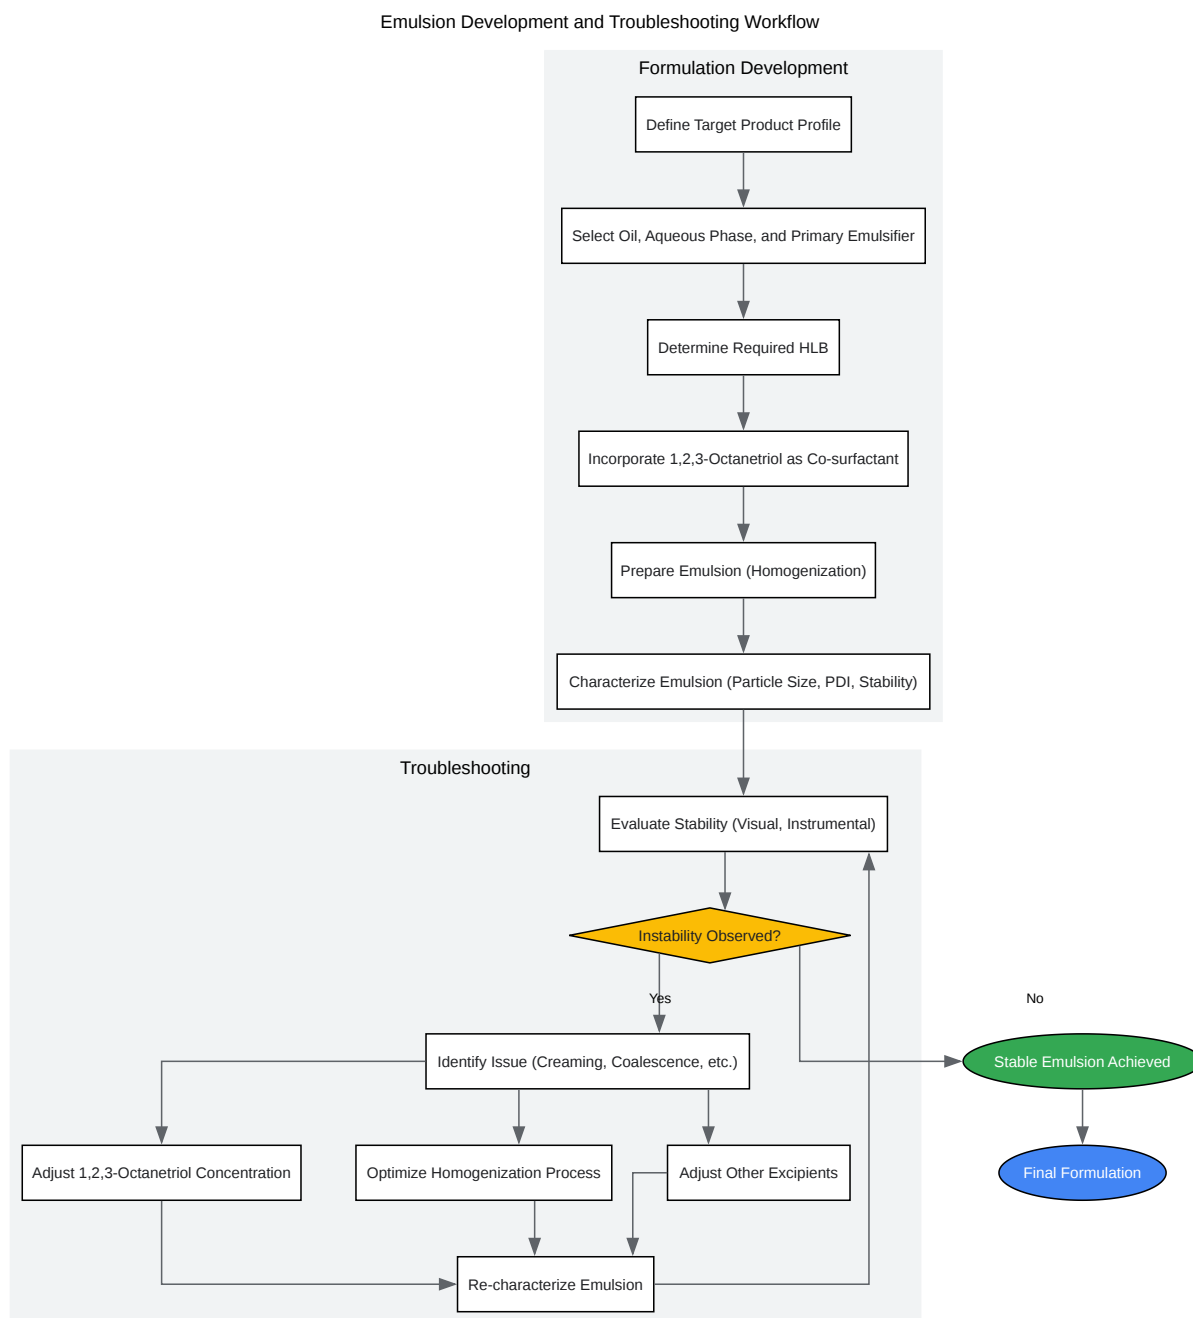 Emulsion Development and Troubleshooting Workflow
Formulation Development
Define Target Product Profile
Select Oil, Aqueous Phase, and Primary Emulsifier
Determine Required HLB
Incorporate 1,2,3-Octanetriol as Co-surfactant
Prepare Emulsion (Homogenization)
Characterize Emulsion (Particle Size, PDI, Stability)
Troubleshooting
Evaluate Stability (Visual, Instrumental)
Instability Observed?
Yes
No
Identify Issue (Creaming, Coalescence, etc.)
Stable Emulsion Achieved
Adjust 1,2,3-Octanetriol Concentration
Optimize Homogenization Process
Adjust Other Excipients
Final Formulation
Re-characterize Emulsion